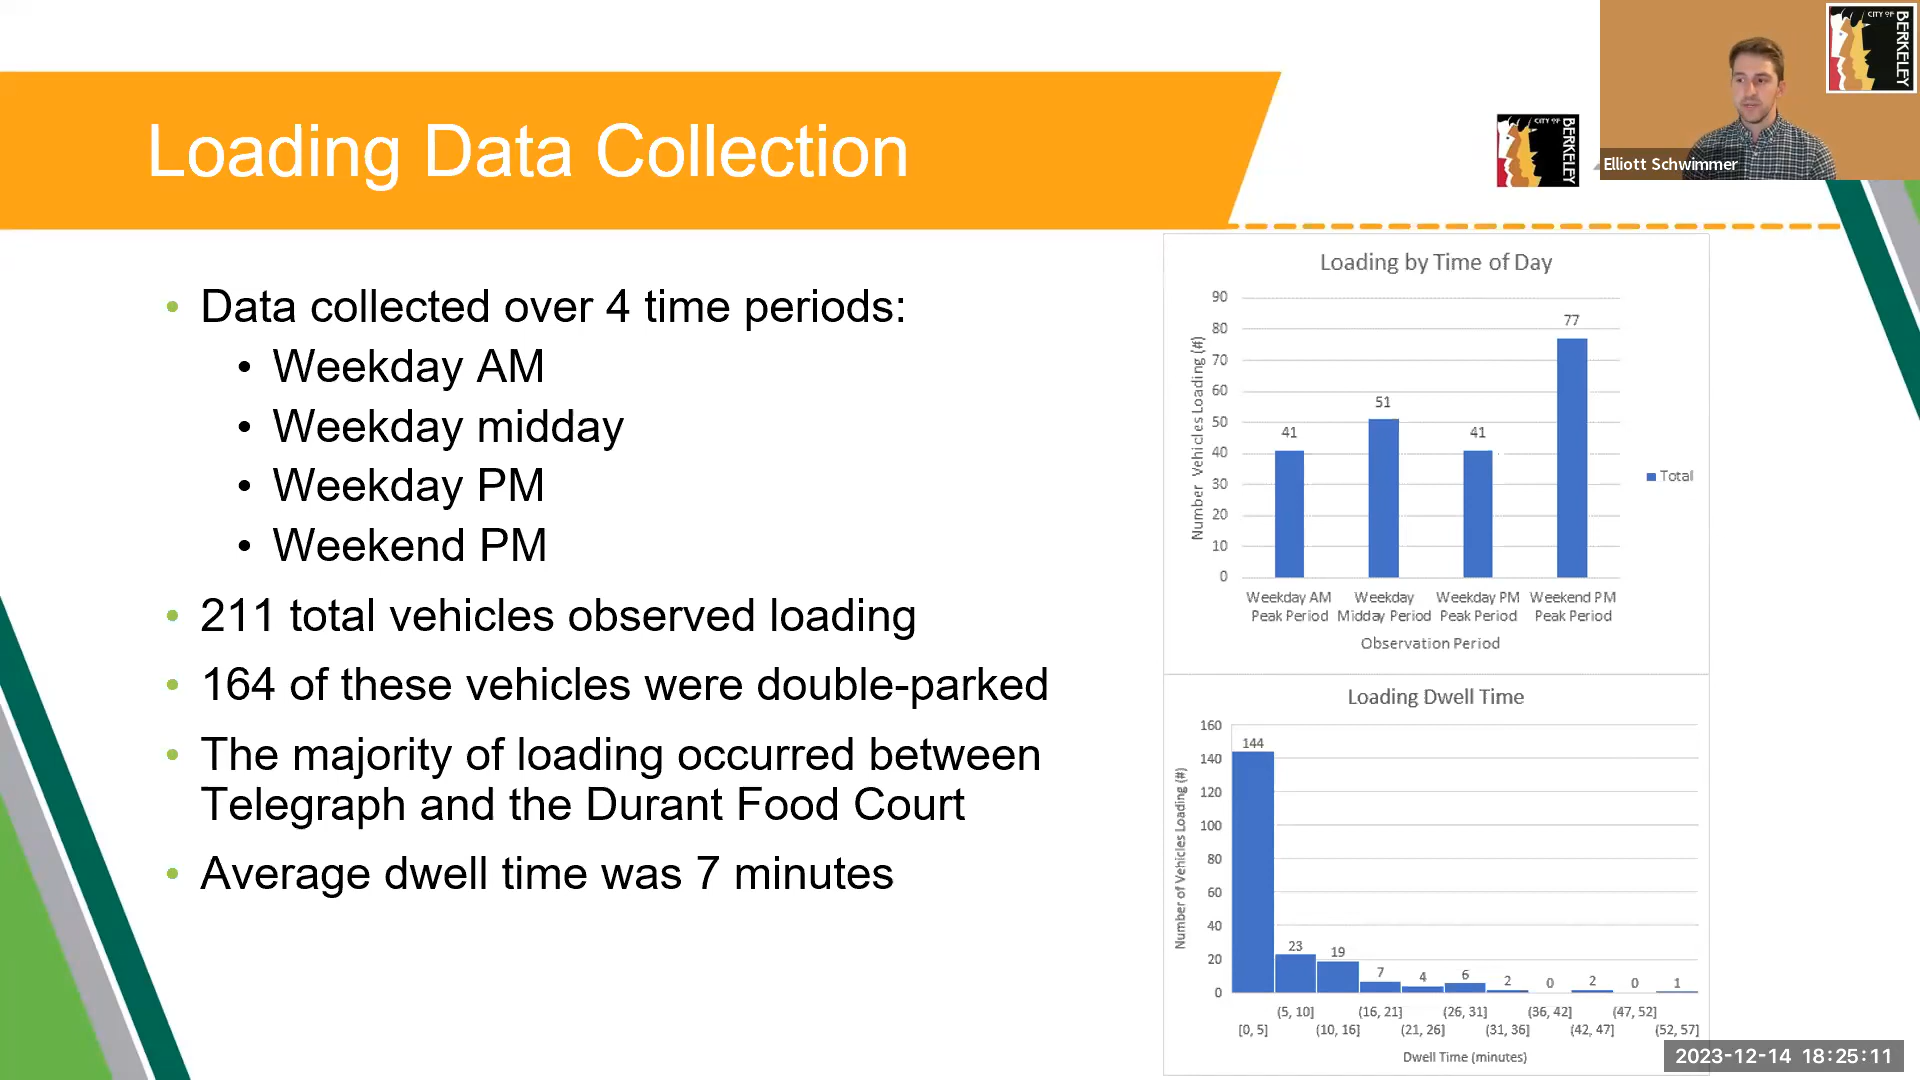 CITY OF
BERKELEY
Elliott Schwimmer
Loading Data Collection
CITY OF
BERKELEY
• Data collected over 4 time periods:
• Weekday AM
• Weekday midday
• Weekday PM
• Weekend PM
• 211 total vehicles observed loading
• 164 of these vehicles were double-parked
• The majority of loading occurred between
Telegraph and the Durant Food Court
• Average dwell time was 7 minutes
Loading by Time of Day
Number Vehicles Loading (#)
90
80
70
60
50
40
30
20
10
0
41
51
41
77
Total
Weekday AM Peak Period
Weekday Midday Period
Weekday PM Peak Period
Weekend PM Peak Period
Observation Period
Loading Dwell Time
Number of Vehicles Loading (#)
160
140
120
100
80
60
40
20
0
144
23
19
7
4
6
2
0
2
0
1
[0, 5]
(5, 10]
(10, 16]
(16, 21]
(21, 26]
(26, 31]
(31, 36]
(36, 42]
(42, 47]
(47, 52]
(52, 57]
Dwell Time (minutes)
2023-12-14 18:25:11